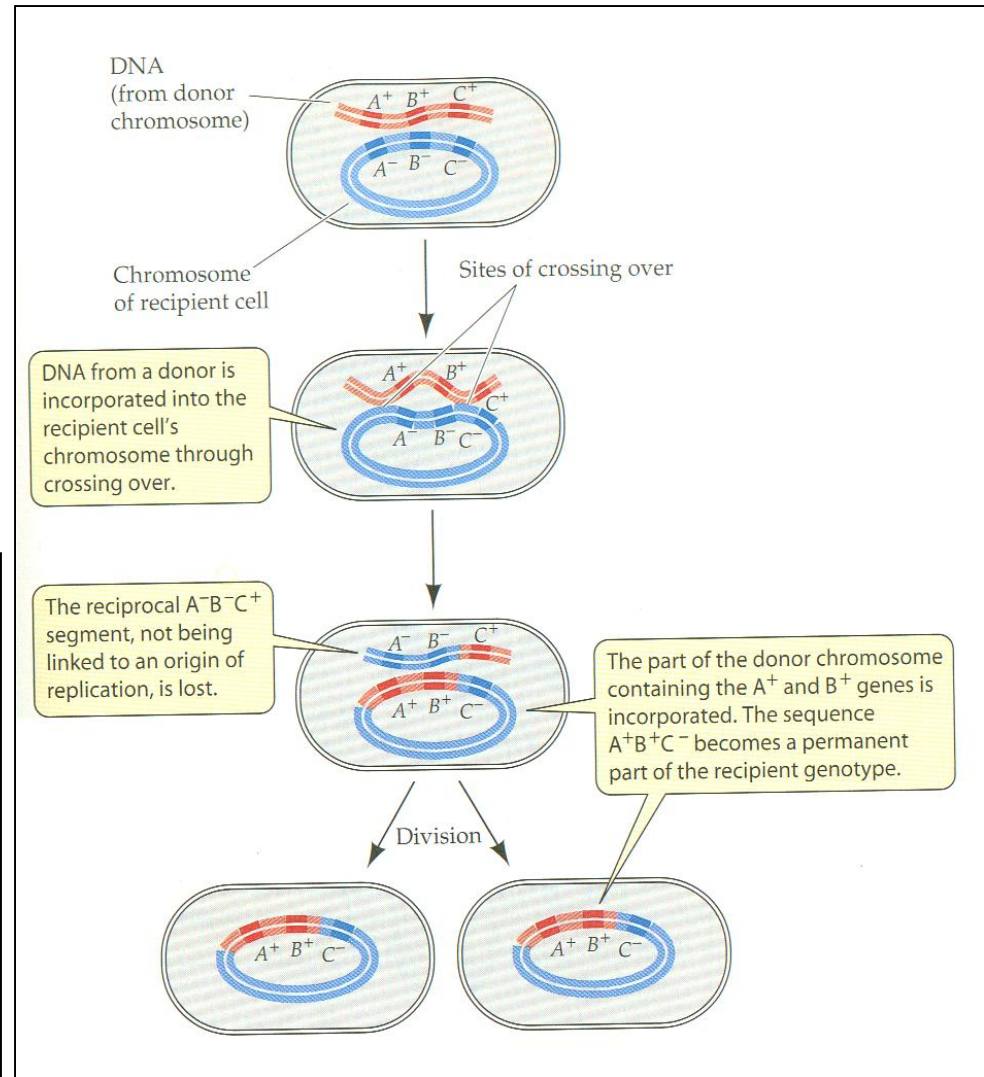 DNA
(from donor
chromosome)
A⁺ B⁺ C⁺
A⁻ B⁻ C⁻
Chromosome
of recipient cell
Sites of crossing over
DNA from a donor is
incorporated into the
recipient cell's
chromosome through
crossing over.
A⁺ B⁺
C⁺
A⁻ B⁻ C⁻
The reciprocal A⁻B⁻C⁺
segment, not being
linked to an origin of
replication, is lost.
A⁻ B⁻ C⁺
A⁺ B⁺ C⁻
The part of the donor chromosome
containing the A⁺ and B⁺ genes is
incorporated. The sequence
A⁺B⁺C⁻ becomes a permanent
part of the recipient genotype.
Division
A⁺ B⁺ C⁻
A⁺ B⁺ C⁻